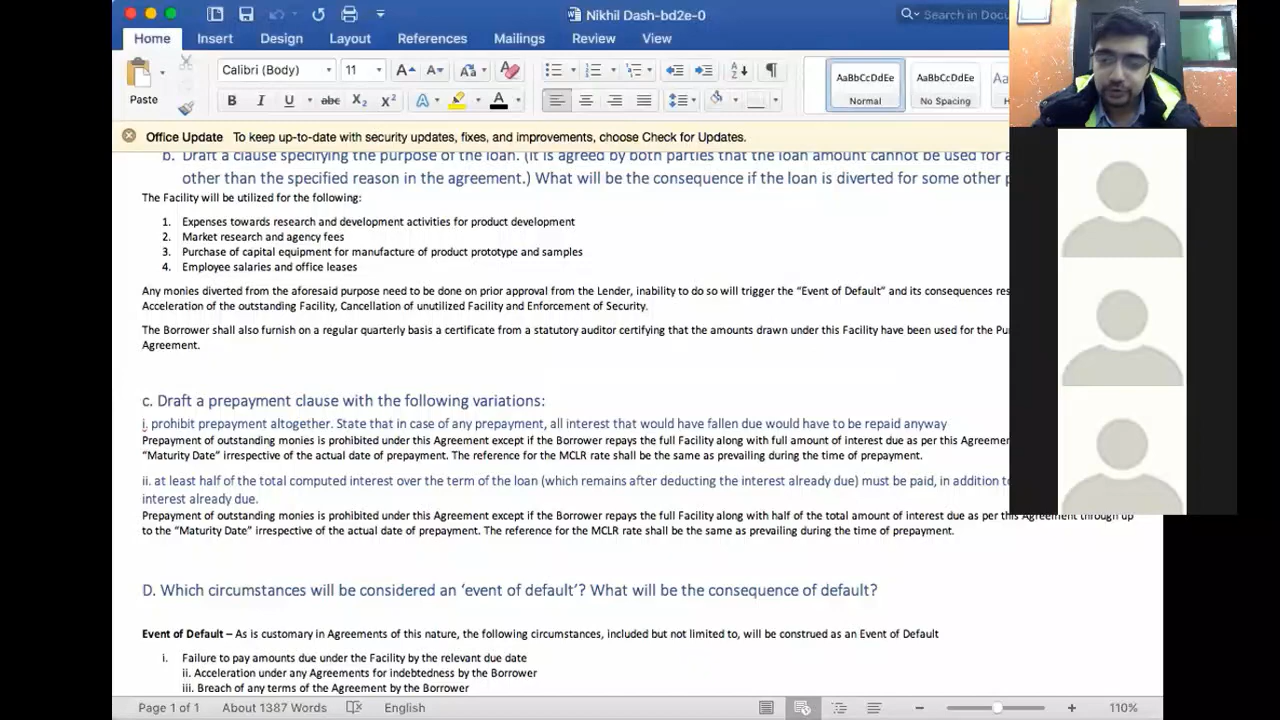 Nikhil Dash-bd2e-0
Search in Docu
Home Insert Design Layout References Mailings Review View
Paste
Calibri (Body) 11
AaBbCcDdEe AaBbCcDdEe
Normal No Spacing
Office Update To keep up-to-date with security updates, fixes, and improvements, choose Check for Updates.
b. Draft a clause specifying the purpose of the loan. (It is agreed by both parties that the loan amount cannot be used for a
other than the specified reason in the agreement.) What will be the consequence if the loan is diverted for some other p
The Facility will be utilized for the following:
1. Expenses towards research and development activities for product development
2. Market research and agency fees
3. Purchase of capital equipment for manufacture of product prototype and samples
4. Employee salaries and office leases
Any monies diverted from the aforesaid purpose need to be done on prior approval from the Lender, inability to do so will trigger the “Event of Default” and its consequences res
Acceleration of the outstanding Facility, Cancellation of unutilized Facility and Enforcement of Security.
The Borrower shall also furnish on a regular quarterly basis a certificate from a statutory auditor certifying that the amounts drawn under this Facility have been used for the Pu
Agreement.
c. Draft a prepayment clause with the following variations:
i. prohibit prepayment altogether. State that in case of any prepayment, all interest that would have fallen due would have to be repaid anyway
Prepayment of outstanding monies is prohibited under this Agreement except if the Borrower repays the full Facility along with full amount of interest due as per this Agreemer
“Maturity Date” irrespective of the actual date of prepayment. The reference for the MCLR rate shall be the same as prevailing during the time of prepayment.
ii. at least half of the total computed interest over the term of the loan (which remains after deducting the interest already due) must be paid, in addition to
interest already due.
Prepayment of outstanding monies is prohibited under this Agreement except if the Borrower repays the full Facility along with half of the total amount of interest due as per this Agreement through up
to the “Maturity Date” irrespective of the actual date of prepayment. The reference for the MCLR rate shall be the same as prevailing during the time of prepayment.
D. Which circumstances will be considered an ‘event of default’? What will be the consequence of default?
Event of Default – As is customary in Agreements of this nature, the following circumstances, included but not limited to, will be construed as an Event of Default
i. Failure to pay amounts due under the Facility by the relevant due date
ii. Acceleration under any Agreements for indebtedness by the Borrower
iii. Breach of any terms of the Agreement by the Borrower
Page 1 of 1 About 1387 Words English 110%